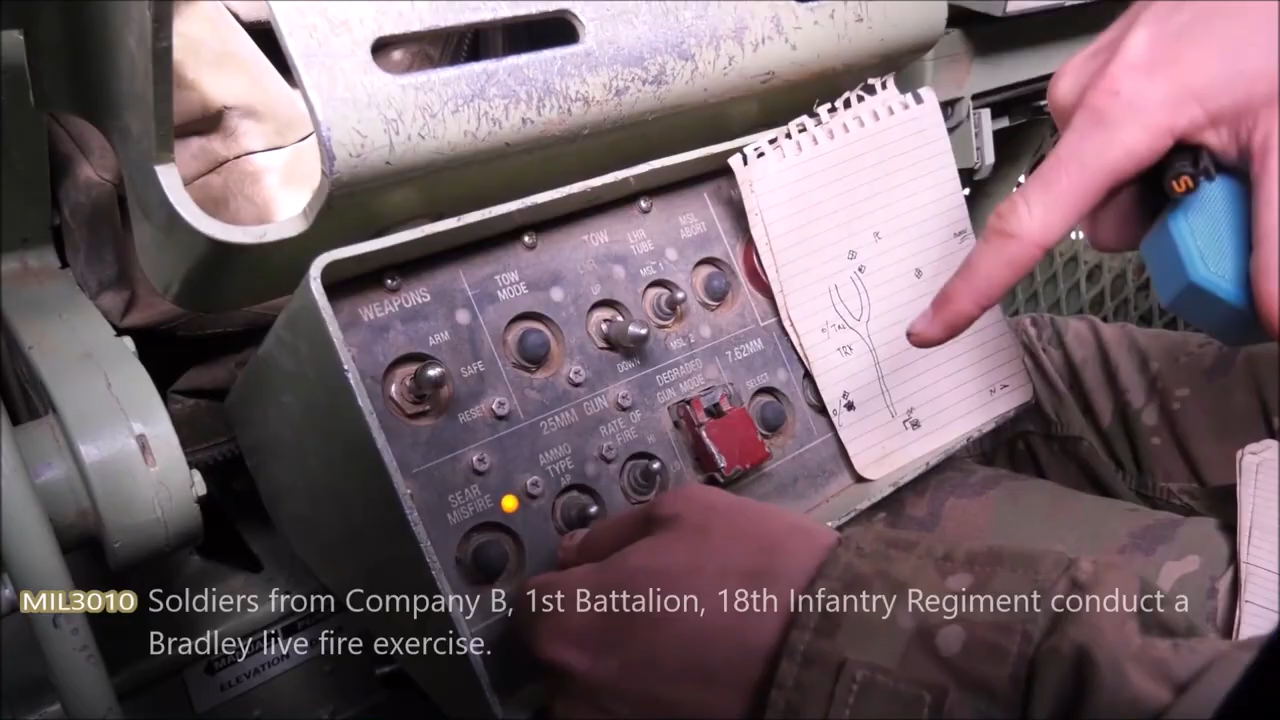 WEAPONS
ARM
SAFE
RESET
TOW
MODE
TOW
UP
DOWN
LHR
TUBE
MSL 1
MSL 2
MSL
ABORT
25MM GUN
SEAR
MISFIRE
AMMO
TYPE
AP
RATE OF
FIRE
HI
LO
DEGRADED
GUN MODE
7.62MM
SELECT
TRK
S
ELEVATION
MIL3010 Soldiers from Company B, 1st Battalion, 18th Infantry Regiment conduct a
Bradley live fire exercise.